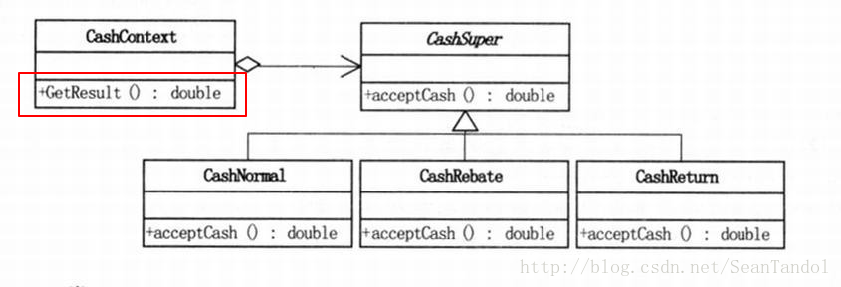 CashContext
CashSuper
+GetResult () : double
+acceptCash () : double
CashNormal
CashRebate
CashReturn
+acceptCash () : double
+acceptCash () : double
+acceptCash () : double
http://blog.csdn.net/SeanTandol